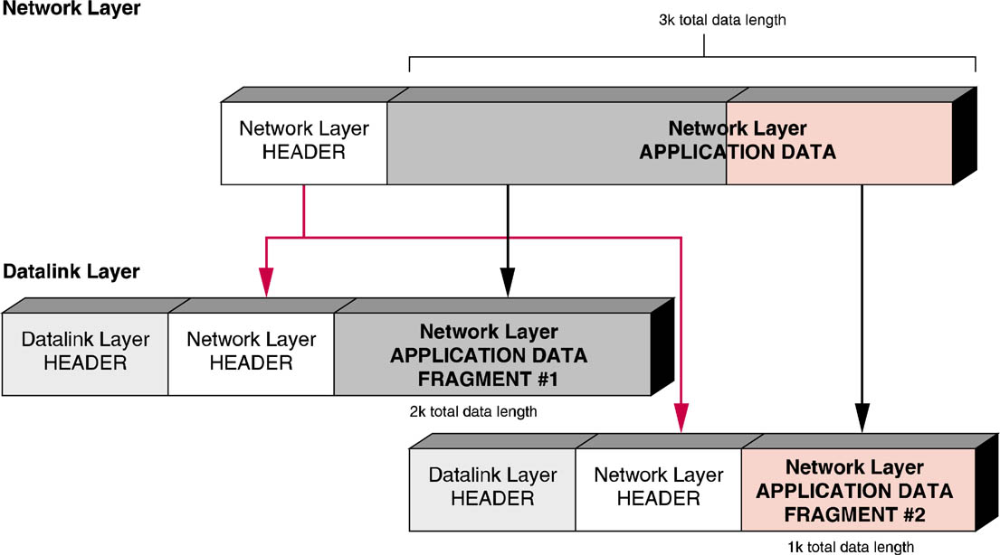 Network Layer
3k total data length
Network Layer
HEADER
Network Layer
APPLICATION DATA
Datalink Layer
Datalink Layer
HEADER
Network Layer
HEADER
Network Layer
APPLICATION DATA
FRAGMENT #1
2k total data length
Datalink Layer
HEADER
Network Layer
HEADER
Network Layer
APPLICATION DATA
FRAGMENT #2
1k total data length